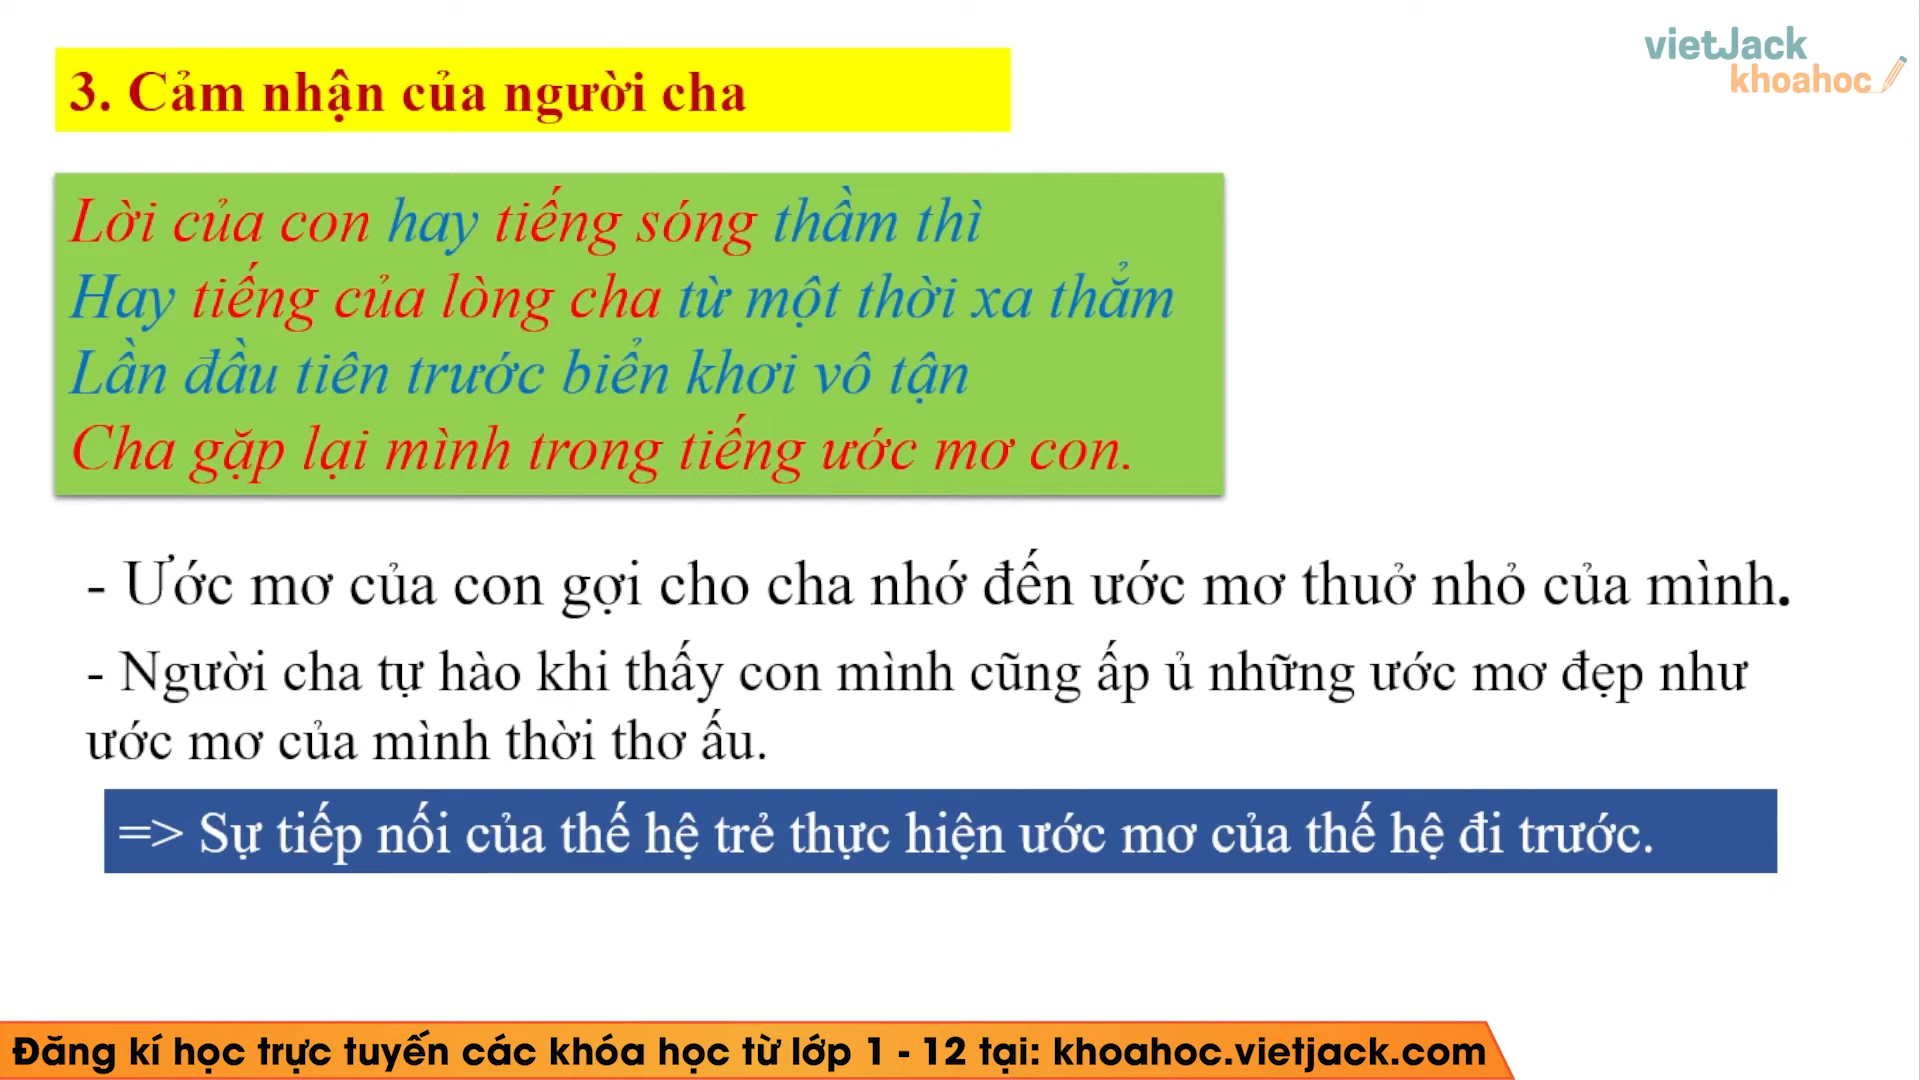 vietJack
khoahoc
3. Cảm nhận của người cha
Lời của con hay tiếng sóng thầm thì
Hay tiếng của lòng cha từ một thời xa thẳm
Lần đầu tiên trước biển khơi vô tận
Cha gặp lại mình trong tiếng ước mơ con.
- Ước mơ của con gợi cho cha nhớ đến ước mơ thuở nhỏ của mình.
- Người cha tự hào khi thấy con mình cũng ấp ủ những ước mơ đẹp như
ước mơ của mình thời thơ ấu.
=> Sự tiếp nối của thế hệ trẻ thực hiện ước mơ của thế hệ đi trước.
Đăng kí học trực tuyến các khóa học từ lớp 1 - 12 tại: khoahoc.vietjack.com